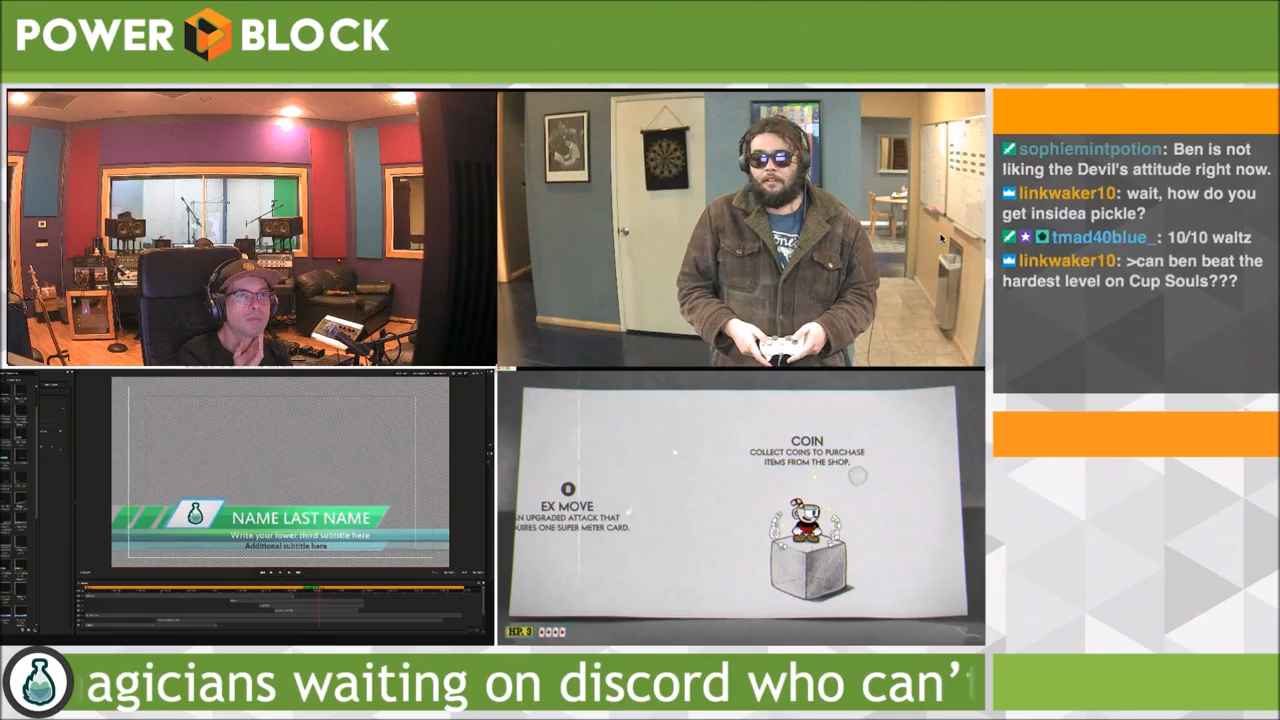 POWER BLOCK
sophiemintpotion: Ben is not
liking the Devil's attitude right now.
linkwaker10: wait, how do you
get insidea pickle?
tmad40blue_: 10/10 waltz
linkwaker10: >can ben beat the
hardest level on Cup Souls???
NAME LAST NAME
Write your lower third subtitle here
Additional subtitle here
COIN
COLLECT COINS TO PURCHASE
ITEMS FROM THE SHOP.
EX MOVE
AN UPGRADED ATTACK THAT
UIRES ONE SUPER METER CARD.
HP. 3
agicians waiting on discord who can't